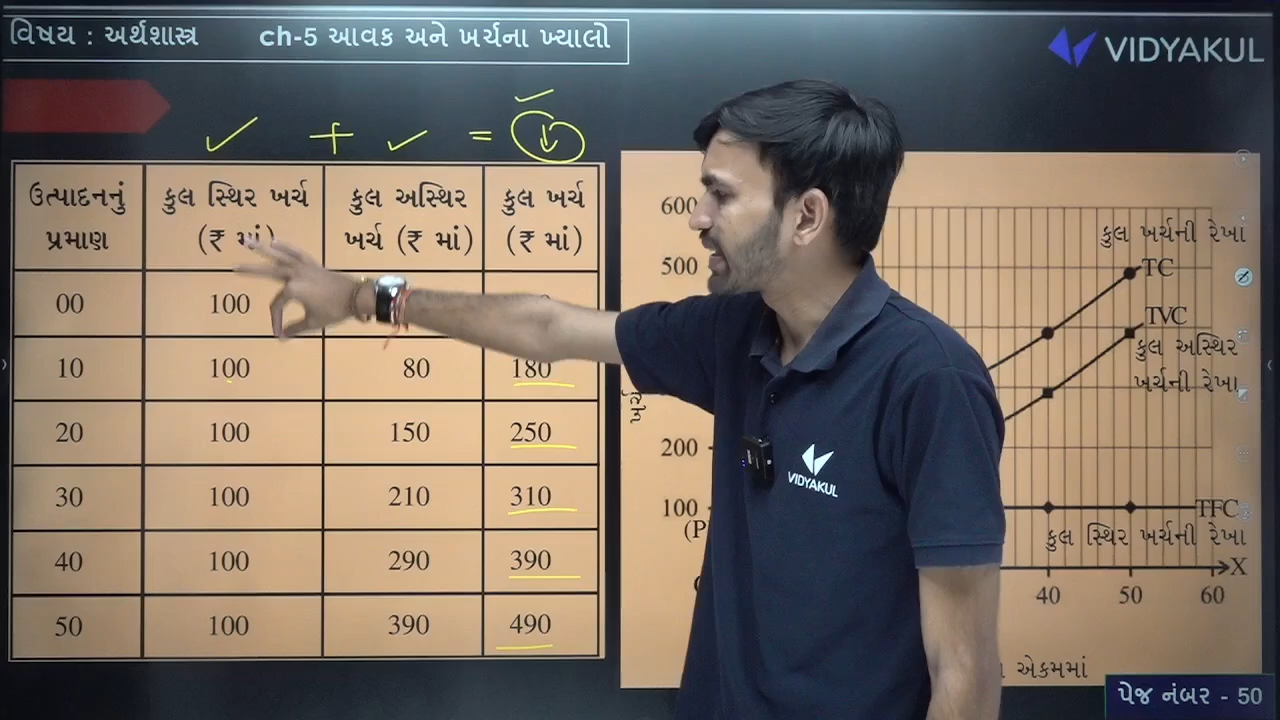 વિષય : અર્થશાસ્ત્ર ch-5 આવક અને ખર્ચના ખ્યાલો
VIDYAKUL
+ =
ઉત્પાદનનું પ્રમાણ કુલ સ્થિર ખર્ચ (₹ માં) કુલ અસ્થિર ખર્ચ (₹ માં) કુલ ખર્ચ (₹ માં)
00 100
10 100 80 180
20 100 150 250
30 100 210 310
40 100 290 390
50 100 390 490
600
500
200
100
ખર્ચ
(P
કુલ ખર્ચની રેખા
TC
TVC
કુલ અસ્થિર
ખર્ચની રેખા
TFC
કુલ સ્થિર ખર્ચની રેખા
X
40 50 60
એકમમાં
VIDYAKUL
પેજ નંબર - 50